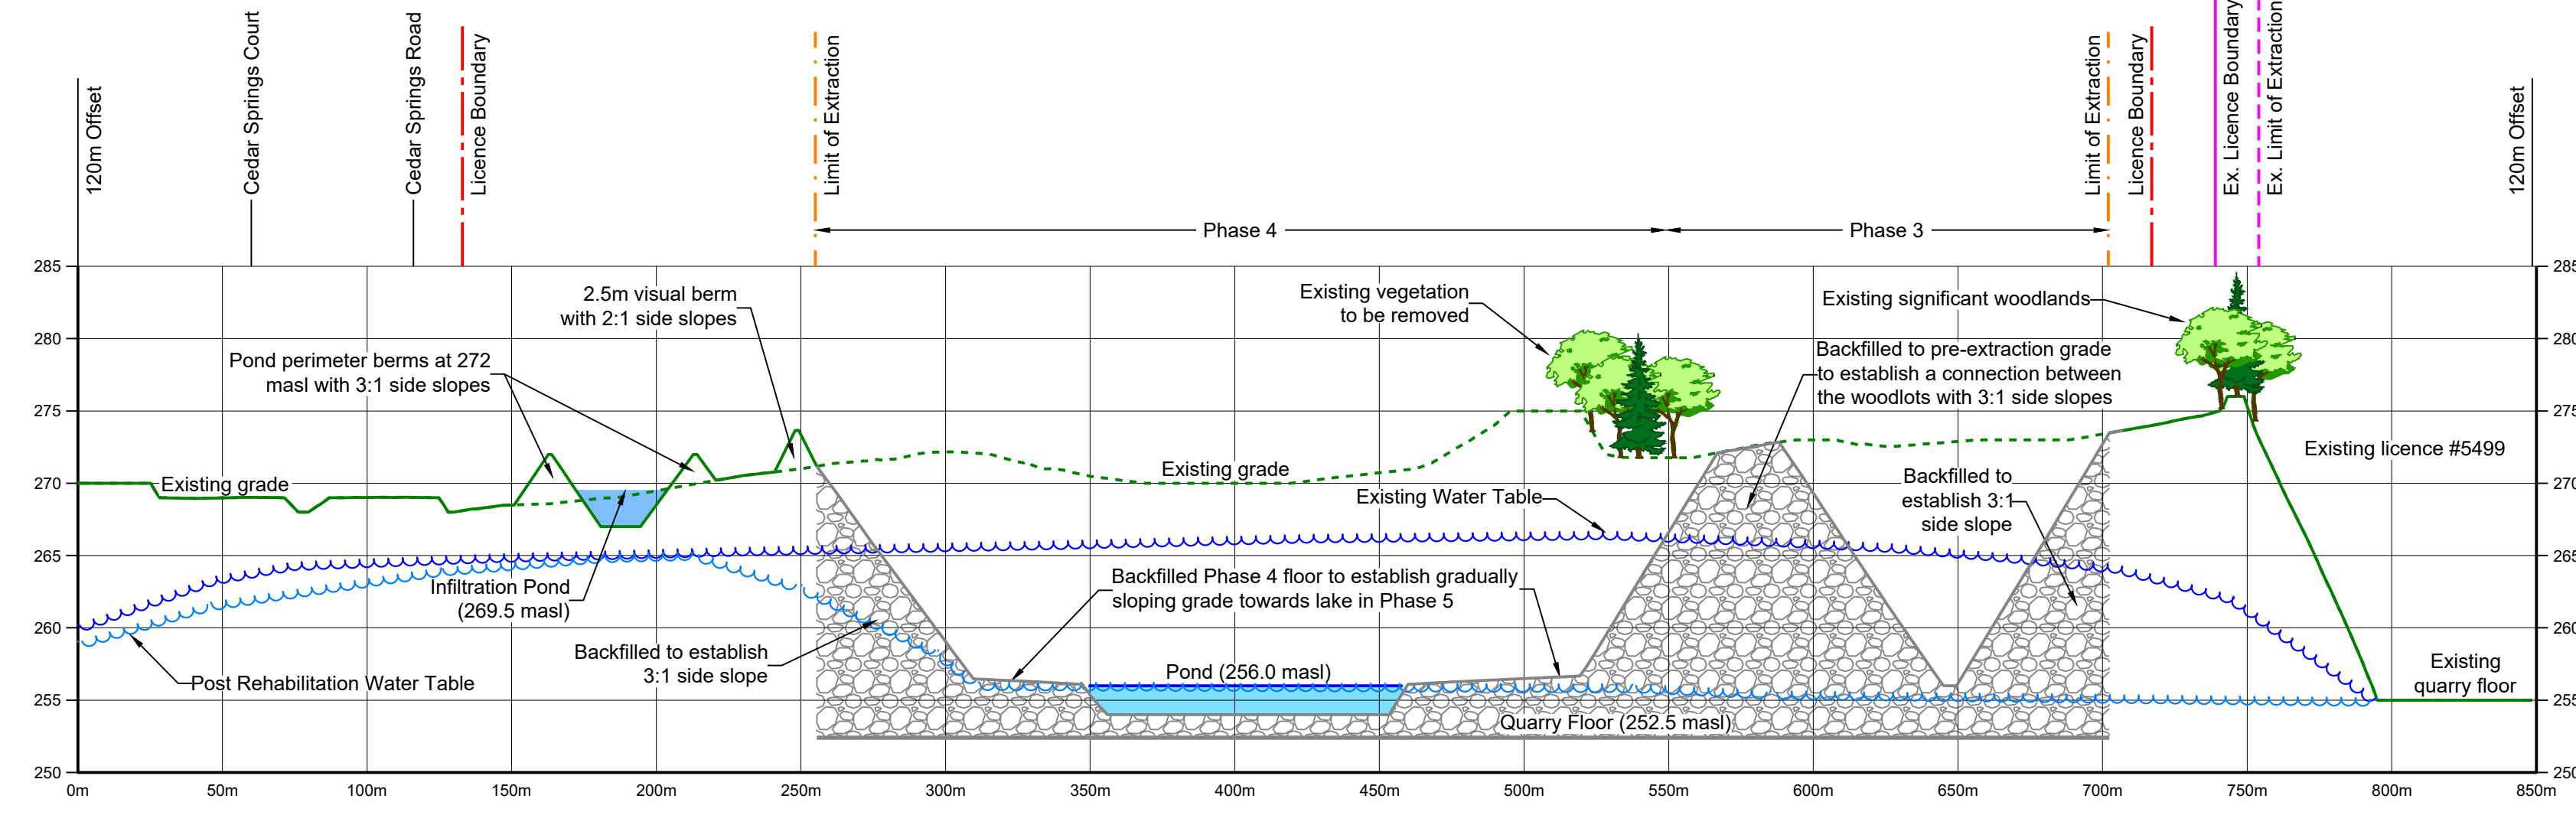 120m Offset
Cedar Springs Court
Cedar Springs Road
Licence Boundary
Limit of Extraction
Limit of Extraction
Licence Boundary
Ex. Licence Boundary
Ex. Limit of Extraction
120m Offset
Phase 4
Phase 3
285
280
275
270
265
260
255
250
285
280
275
270
265
260
255
250
2.5m visual berm
with 2:1 side slopes
Pond perimeter berms at 272
masl with 3:1 side slopes
Existing grade
Infiltration Pond
(269.5 masl)
Post Rehabilitation Water Table
Backfilled to establish
3:1 side slope
Existing grade
Existing Water Table
Existing vegetation
to be removed
Backfilled Phase 4 floor to establish gradually
sloping grade towards lake in Phase 5
Pond (256.0 masl)
Quarry Floor (252.5 masl)
Existing significant woodlands
Backfilled to pre-extraction grade
to establish a connection between
the woodlots with 3:1 side slopes
Backfilled to
establish 3:1
side slope
Existing licence #5499
Existing
quarry floor
0m
50m
100m
150m
200m
250m
300m
350m
400m
450m
500m
550m
600m
650m
700m
750m
800m
850m